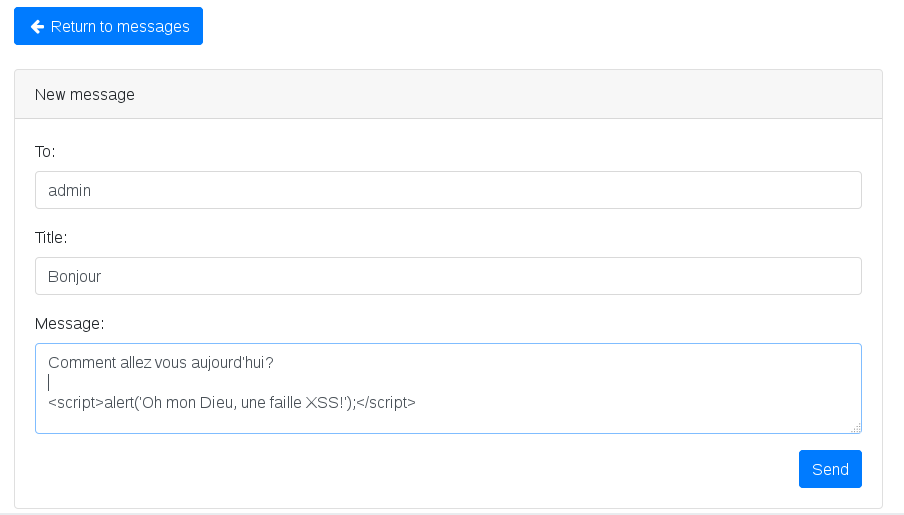 Return to messages
New message
To:
admin
Title:
Bonjour
Message:
Comment allez vous aujourd'hui?
<script>alert('Oh mon Dieu, une faille XSS!');</script>
Send